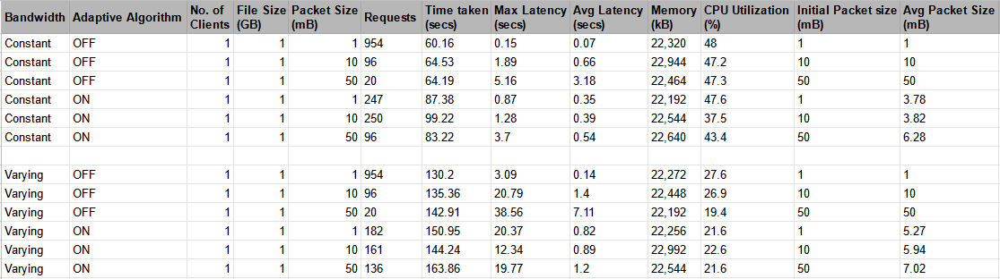 Bandwidth Adaptive Algorithm No. of Clients File Size (GB) Packet Size (mB) Requests Time taken (secs) Max Latency (secs) Avg Latency (secs) Memory (kB) CPU Utilization (%) Initial Packet size (mB) Avg Packet Size (mB)
Constant OFF 1 1 1 954 60.16 0.15 0.07 22,320 48 1 1
Constant OFF 1 1 10 96 64.53 1.89 0.66 22,944 47.2 10 10
Constant OFF 1 1 50 20 64.19 5.16 3.18 22,464 47.3 50 50
Constant ON 1 1 1 247 87.38 0.87 0.35 22,192 47.6 1 3.78
Constant ON 1 1 10 250 99.22 1.28 0.39 22,544 37.5 10 3.82
Constant ON 1 1 50 96 83.22 3.7 0.54 22,640 43.4 50 6.28
Varying OFF 1 1 1 954 130.2 3.09 0.14 22,272 27.6 1 1
Varying OFF 1 1 10 96 135.36 20.79 1.4 22,448 26.9 10 10
Varying OFF 1 1 50 20 142.91 38.56 7.11 22,192 19.4 50 50
Varying ON 1 1 1 182 150.95 20.37 0.82 22,256 21.6 1 5.27
Varying ON 1 1 10 161 144.24 12.34 0.89 22,992 22.6 10 5.94
Varying ON 1 1 50 136 163.86 19.77 1.2 22,544 21.6 50 7.02